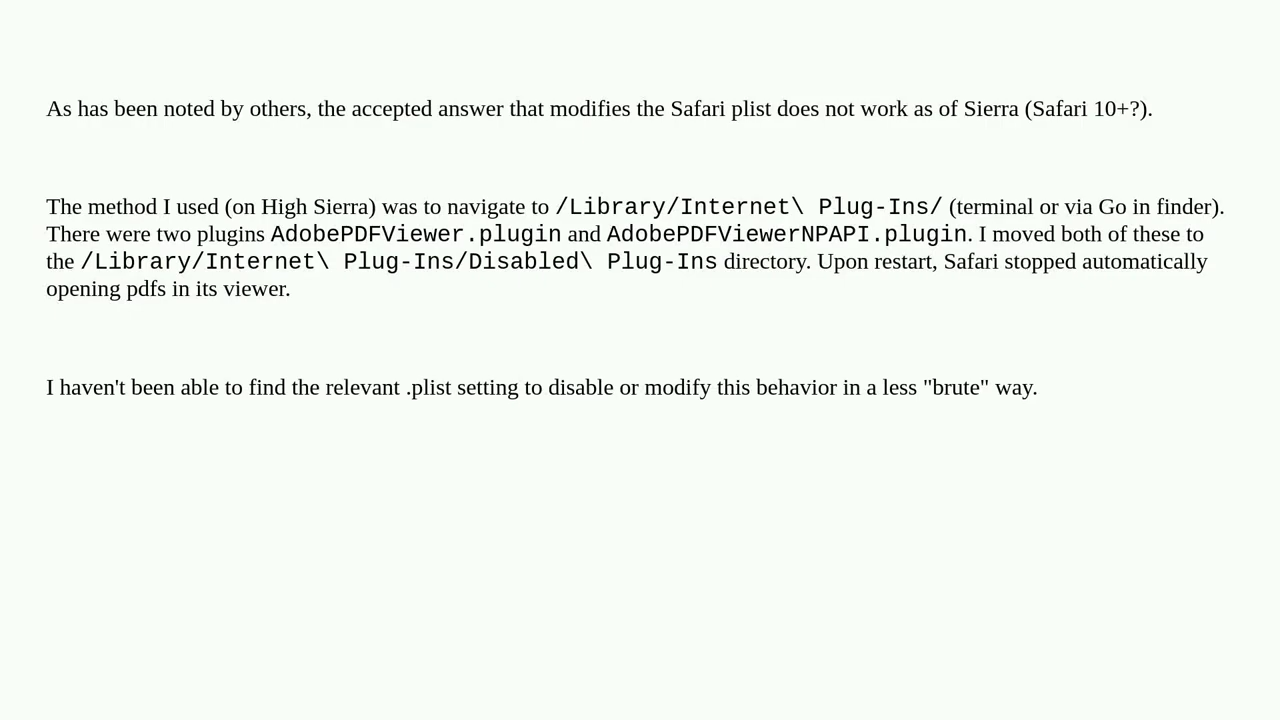 As has been noted by others, the accepted answer that modifies the Safari plist does not work as of Sierra (Safari 10+?).
The method I used (on High Sierra) was to navigate to /Library/Internet\ Plug-Ins/ (terminal or via Go in finder).
There were two plugins AdobePDFViewer.plugin and AdobePDFViewerNPAPI.plugin. I moved both of these to
the /Library/Internet\ Plug-Ins/Disabled\ Plug-Ins directory. Upon restart, Safari stopped automatically
opening pdfs in its viewer.
I haven't been able to find the relevant .plist setting to disable or modify this behavior in a less "brute" way.